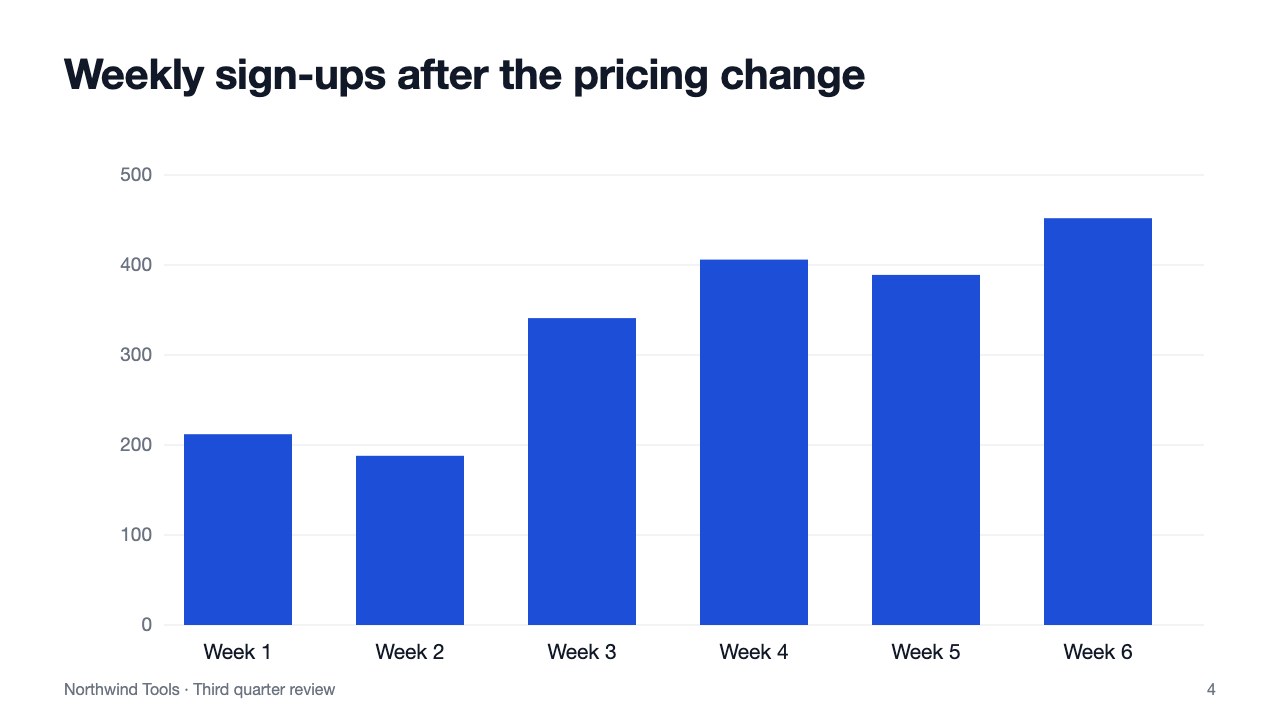 Weekly sign-ups after the pricing change
500
400
300
200
100
0
Week 1 Week 2 Week 3 Week 4 Week 5 Week 6
Northwind Tools · Third quarter review 4